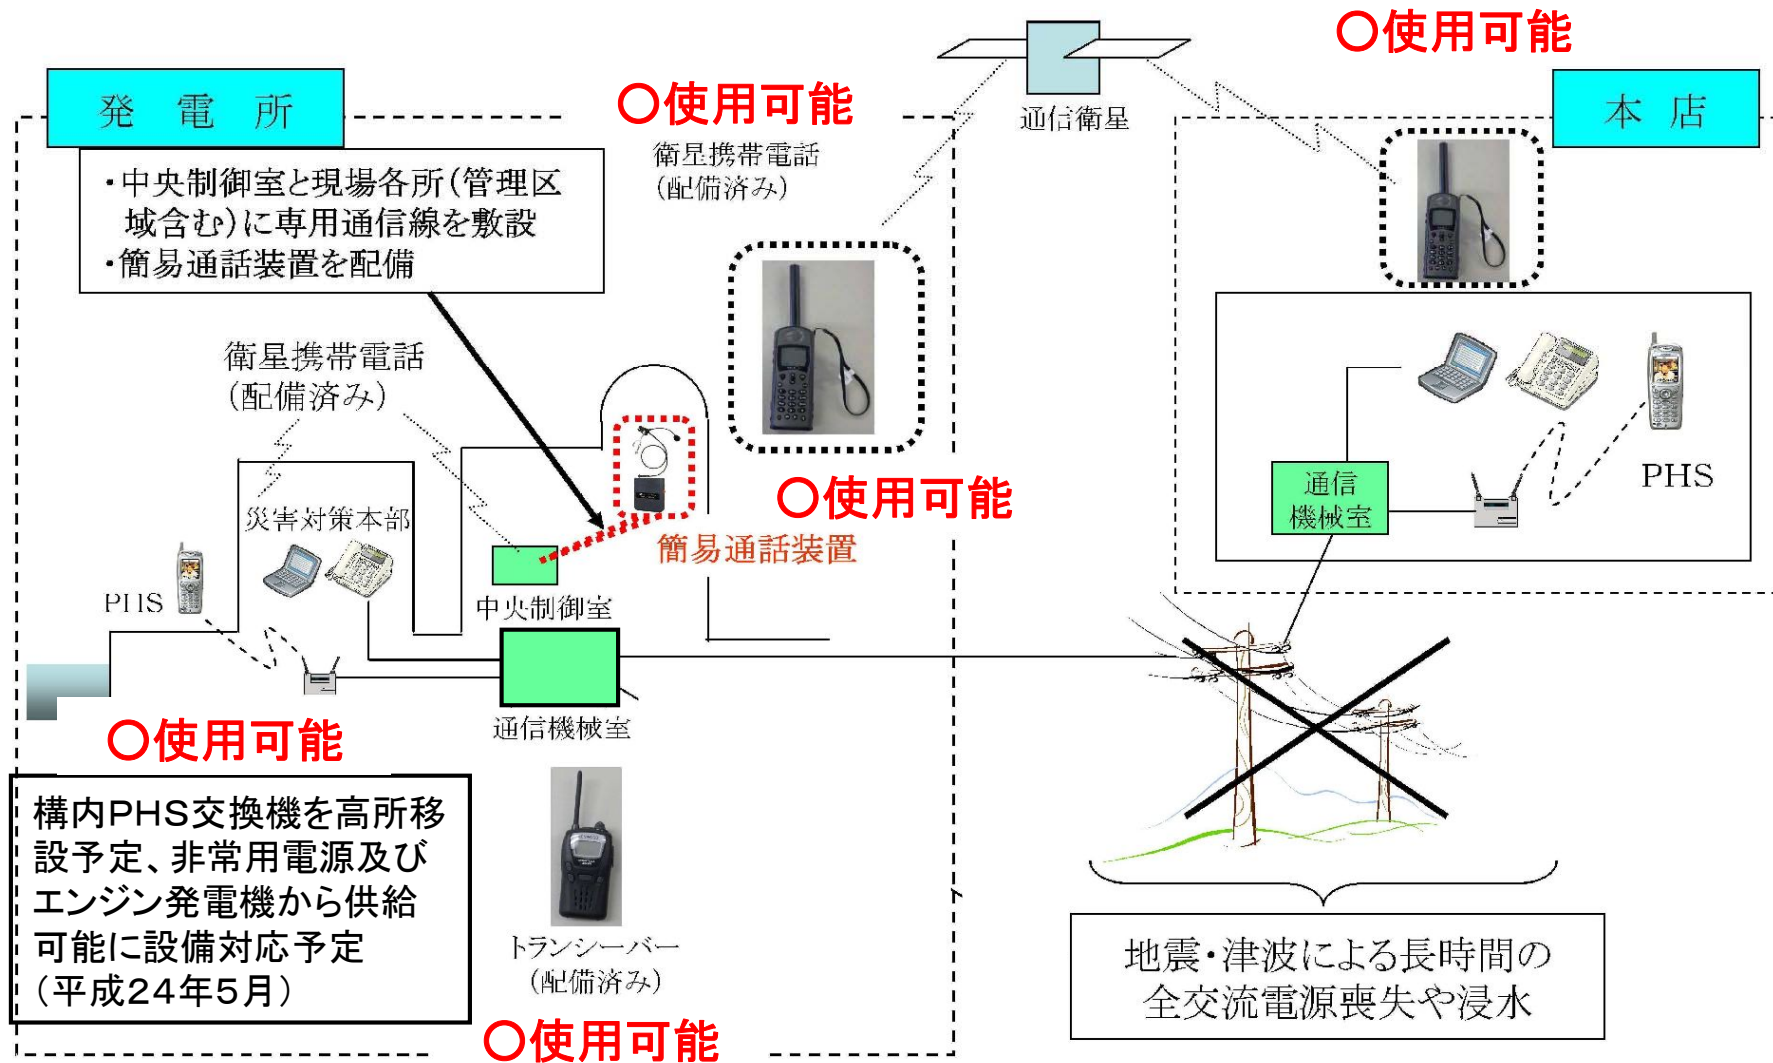 〇使用可能
〇使用可能
発電所
通信衛星
本店
衛星携帯電話
(配備済み)
・中央制御室と現場各所(管理区
域含む)に専用通信線を敷設
・簡易通話装置を配備
衛星携帯電話
(配備済み)
〇使用可能
簡易通話装置
災害対策本部
PHS
中央制御室
通信機械室
通信
機械室
PHS
〇使用可能
構内PHS交換機を高所移
設予定、非常用電源及び
エンジン発電機から供給
可能に設備対応予定
(平成24年5月)
トランシーバー
(配備済み)
〇使用可能
地震・津波による長時間の
全交流電源喪失や浸水